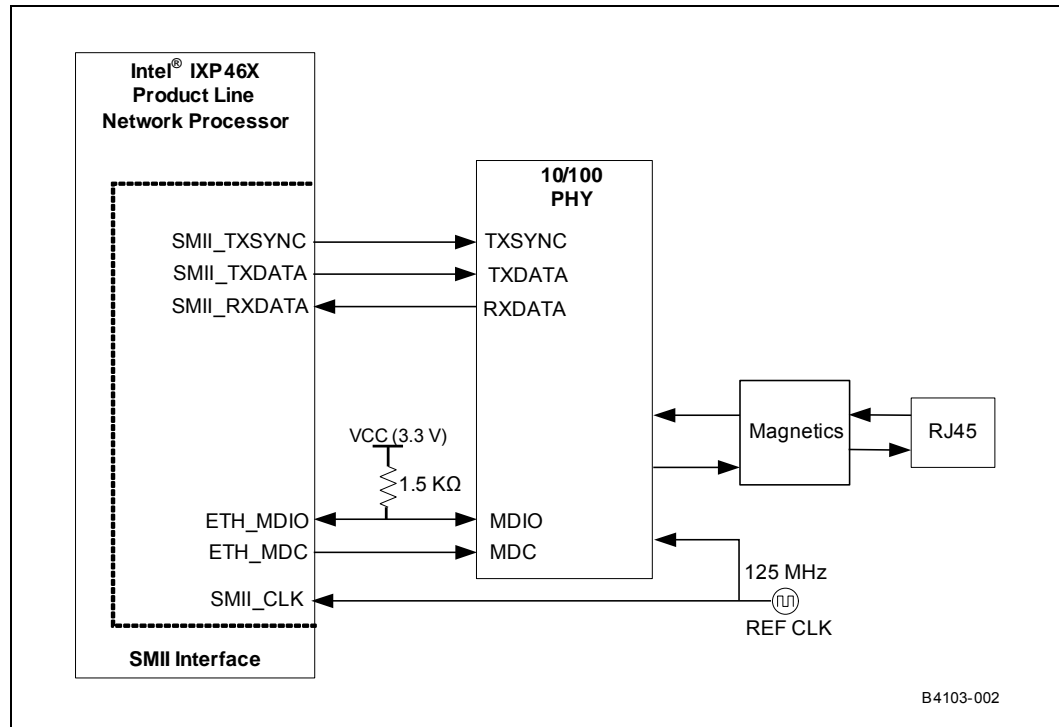 Intel® IXP46X
Product Line
Network Processor
10/100
PHY
SMII_TXSYNC
TXSYNC
SMII_TXDATA
TXDATA
SMII_RXDATA
RXDATA
Magnetics
RJ45
VCC (3.3 V)
1.5 KΩ
ETH_MDIO
MDIO
ETH_MDC
MDC
125 MHz
SMII_CLK
REF CLK
SMII Interface
B4103-002